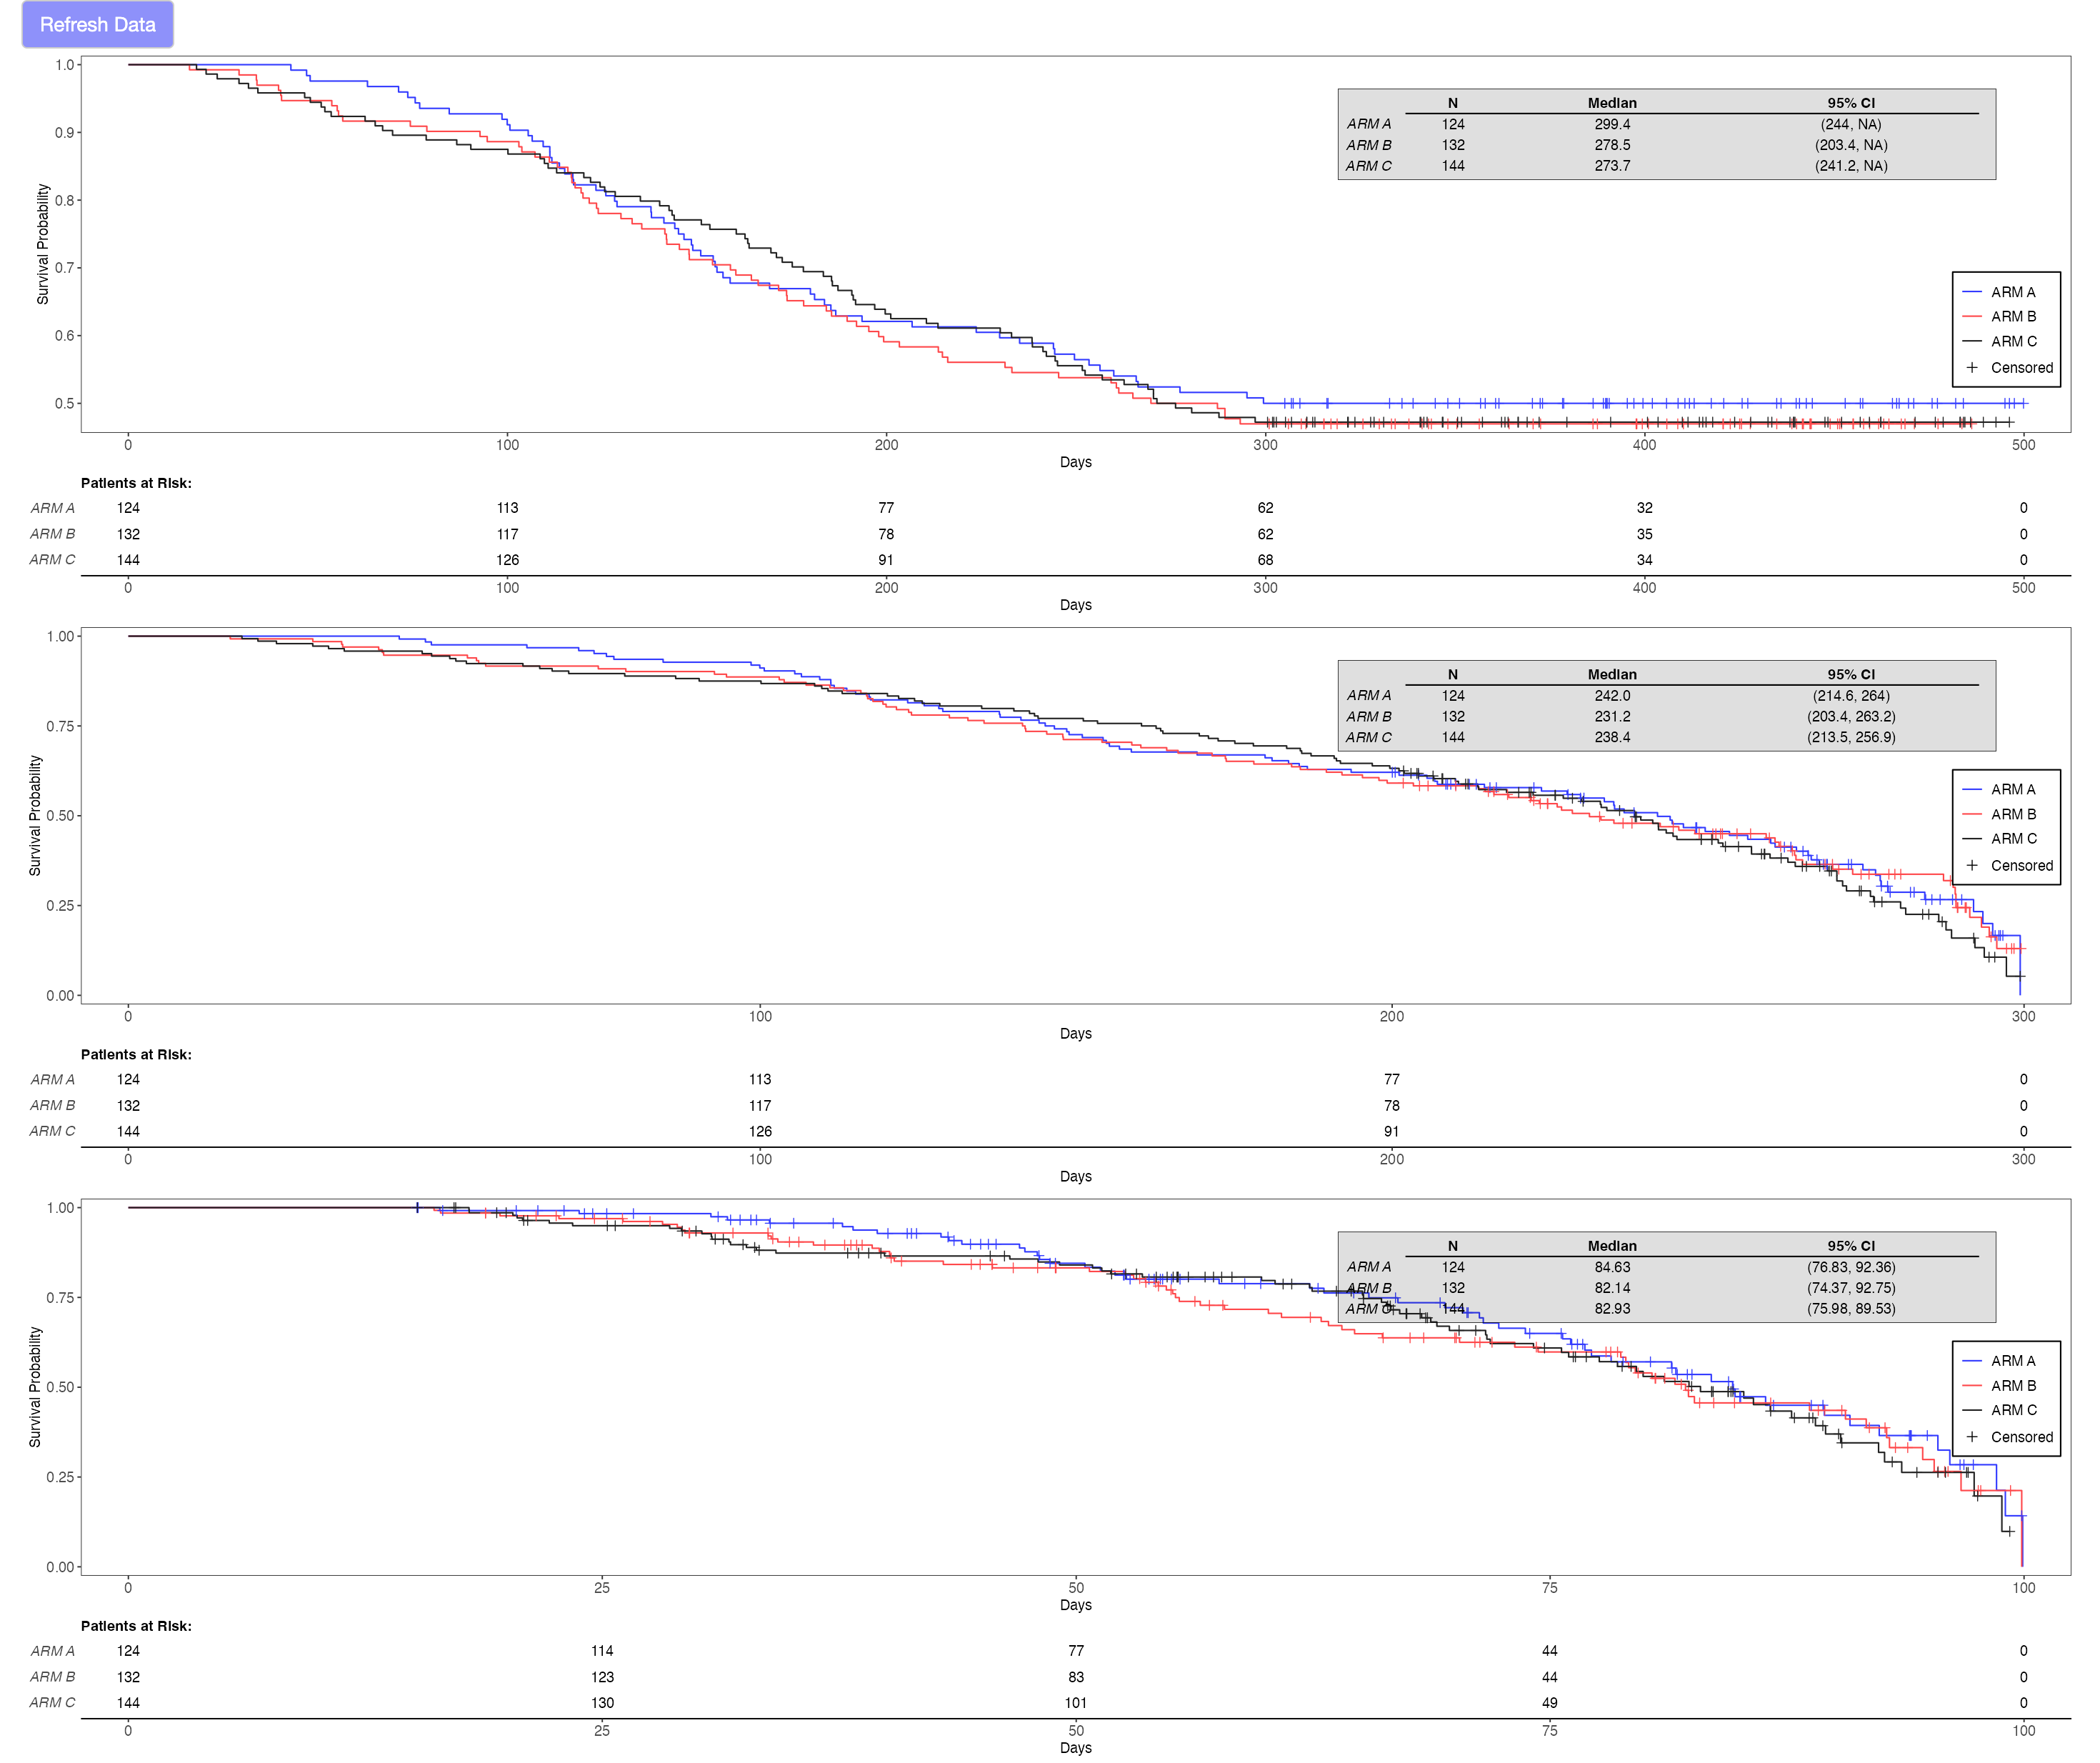 Refresh Data
1.0
0.9
0.8
0.7
0.6
0.5
Survival Probability
N Median 95% CI
ARM A 124 299.4 (244, NA)
ARM B 132 278.5 (203.4, NA)
ARM C 144 273.7 (241.2, NA)
ARM A
ARM B
ARM C
Censored
0 100 200 300 400 500
Days
Patients at Risk:
ARM A 124 113 77 62 32 0
ARM B 132 117 78 62 35 0
ARM C 144 126 91 68 34 0
0 100 200 300 400 500
Days
1.00
0.75
0.50
0.25
0.00
Survival Probability
N Median 95% CI
ARM A 124 242.0 (214.6, 264)
ARM B 132 231.2 (203.4, 263.2)
ARM C 144 238.4 (213.5, 256.9)
ARM A
ARM B
ARM C
Censored
0 100 200 300
Days
Patients at Risk:
ARM A 124 113 77 0
ARM B 132 117 78 0
ARM C 144 126 91 0
0 100 200 300
Days
1.00
0.75
0.50
0.25
0.00
Survival Probability
N Median 95% CI
ARM A 124 84.63 (76.83, 92.36)
ARM B 132 82.14 (74.37, 92.75)
ARM C 144 82.93 (75.98, 89.53)
ARM A
ARM B
ARM C
Censored
0 25 50 75 100
Days
Patients at Risk:
ARM A 124 114 77 44 0
ARM B 132 123 83 44 0
ARM C 144 130 101 49 0
0 25 50 75 100
Days